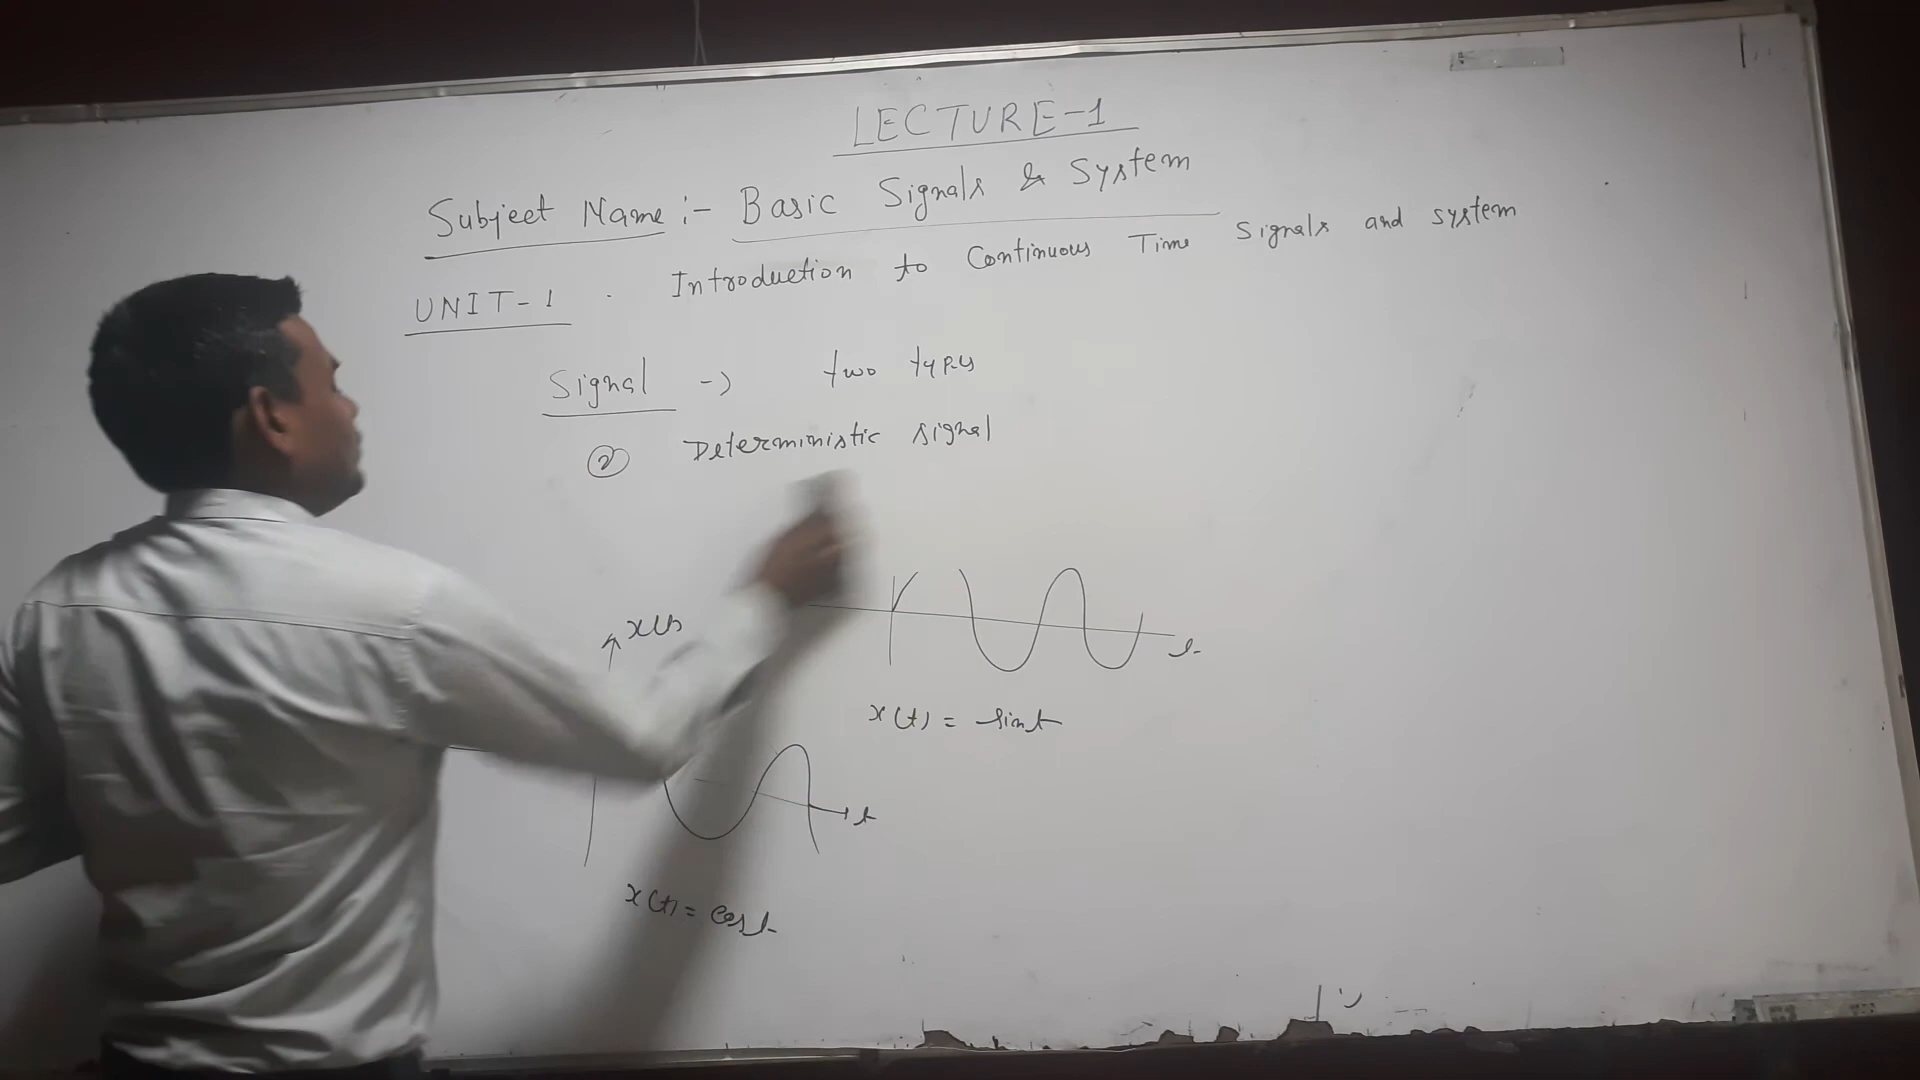 LECTURE-1
Subject Name :- Basic Signals & System
UNIT-1 . Introduction to Continuous Time Signals and system
Signal -> two types
② Deterministic signal
x(t)
t
x(t) = sint
t
x(t) = cost